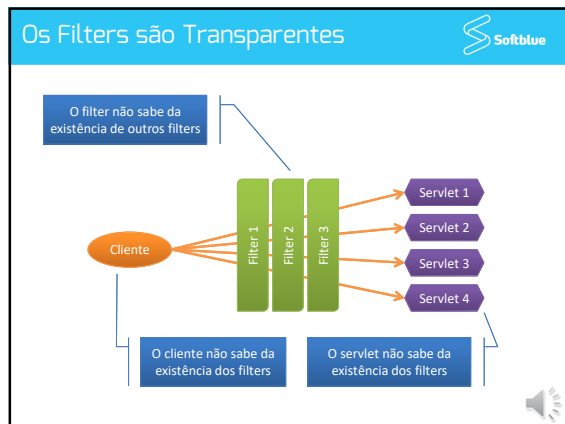 Os Filters são Transparentes
Softblue
O filter não sabe da
existência de outros filters
Cliente
Filter 1
Filter 2
Filter 3
Servlet 1
Servlet 2
Servlet 3
Servlet 4
O cliente não sabe da
existência dos filters
O servlet não sabe da
existência dos filters